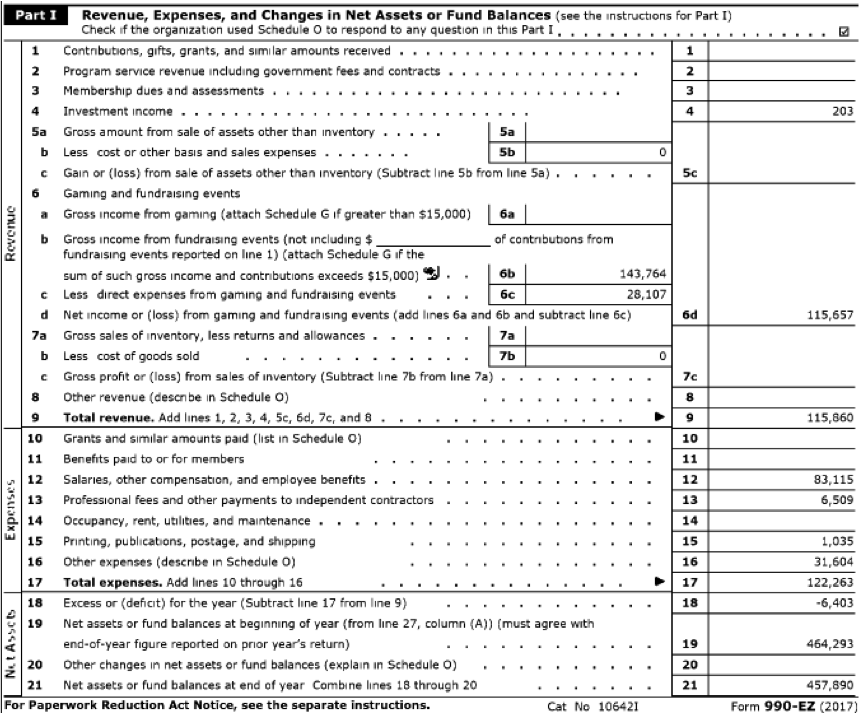 Part I Revenue, Expenses, and Changes in Net Assets or Fund Balances (see the instructions for Part I)
Check if the organization used Schedule O to respond to any question in this Part I . . . . . . . . . . . . . . . . . . . . ☑
1 Contributions, gifts, grants, and similar amounts received . . . . . . . . . . . . . . . . . . . 1
2 Program service revenue including government fees and contracts . . . . . . . . . . . . . . 2
3 Membership dues and assessments . . . . . . . . . . . . . . . . . . . . . . . . . 3
4 Investment income . . . . . . . . . . . . . . . . . . . . . . . . . 4 203
5a Gross amount from sale of assets other than inventory . . . . . 5a
b Less cost or other basis and sales expenses . . . . . . . 5b 0
c Gain or (loss) from sale of assets other than inventory (Subtract line 5b from line 5a) . . . . . . 5c
6 Gaming and fundraising events
a Gross income from gaming (attach Schedule G if greater than $15,000) 6a
b Gross income from fundraising events (not including $ ____________ of contributions from
fundraising events reported on line 1) (attach Schedule G if the
sum of such gross income and contributions exceeds $15,000) . . 6b 143,764
c Less direct expenses from gaming and fundraising events . . . 6c 28,107
d Net income or (loss) from gaming and fundraising events (add lines 6a and 6b and subtract line 6c) 6d 115,657
7a Gross sales of inventory, less returns and allowances . . . . . . 7a
b Less cost of goods sold . . . . . . . . . . 7b 0
c Gross profit or (loss) from sales of inventory (Subtract line 7b from line 7a) . . . . . . . . . 7c
8 Other revenue (describe in Schedule O) . . . . . . . . . . . 8
9 Total revenue. Add lines 1, 2, 3, 4, 5c, 6d, 7c, and 8 . . . . . . . . . . . . . . . ▶ 9 115,860
10 Grants and similar amounts paid (list in Schedule O) . . . . . . . . . . . . 10
11 Benefits paid to or for members . . . . . . . . . . . . . . . 11
12 Salaries, other compensation, and employee benefits . . . . . . . . . . . . . . . . 12 83,115
13 Professional fees and other payments to independent contractors . . . . . . . . . . . . 13 6,509
14 Occupancy, rent, utilities, and maintenance . . . . . . . . . . . . . . . . . . . 14
15 Printing, publications, postage, and shipping . . . . . . . . . . . . . 15 1,035
16 Other expenses (describe in Schedule O) . . . . . . . . . . . . . 16 31,604
17 Total expenses. Add lines 10 through 16 . . . . . . . . . . . . . . ▶ 17 122,263
18 Excess or (deficit) for the year (Subtract line 17 from line 9) . . . . . . . . . . . . 18 -6,403
19 Net assets or fund balances at beginning of year (from line 27, column (A)) (must agree with
end-of-year figure reported on prior year's return) . . . . . . . . . . . . 19 464,293
20 Other changes in net assets or fund balances (explain in Schedule O) . . . . . . . . . . 20
21 Net assets or fund balances at end of year Combine lines 18 through 20 . . . . . . . 21 457,890
Revenue
Expenses
Net Assets
For Paperwork Reduction Act Notice, see the separate instructions. Cat No 10642I Form 990-EZ (2017)